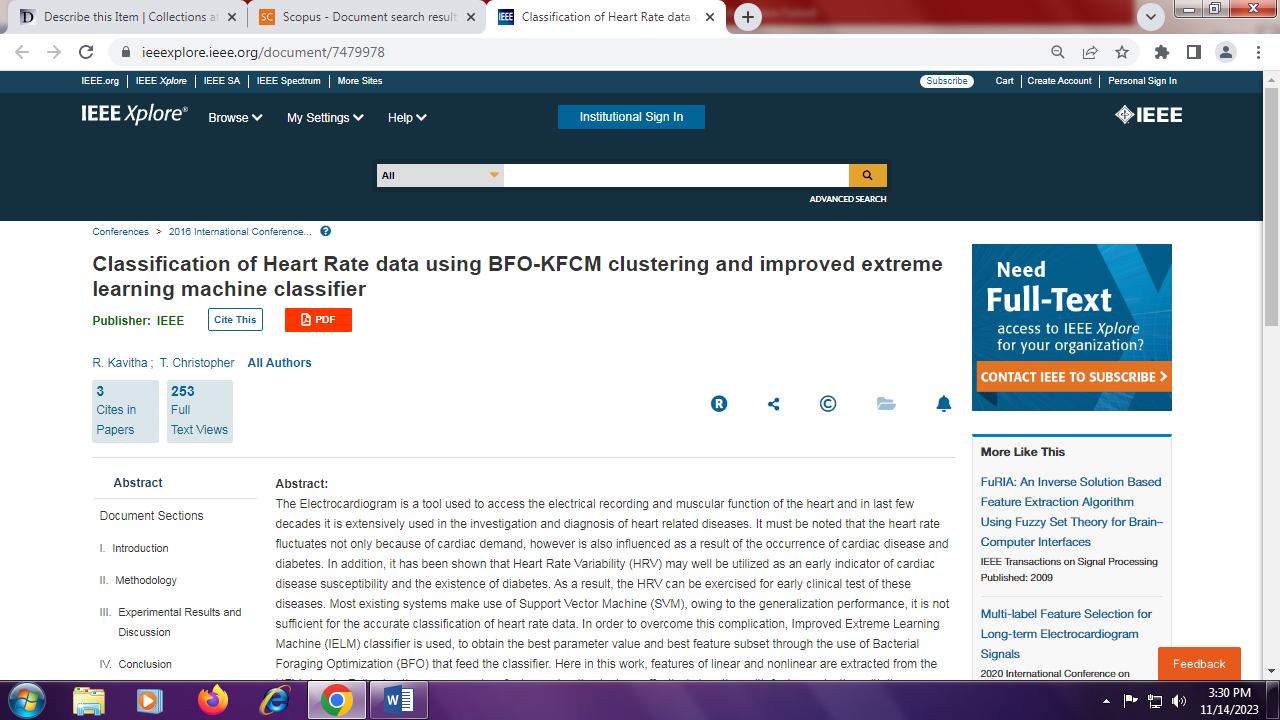 Describe this Item | Collections at
Scopus - Document search result
Classification of Heart Rate data u
ieeexplore.ieee.org/document/7479978
IEEE.org
IEEE Xplore
IEEE SA
IEEE Spectrum
More Sites
Subscribe
Cart
Create Account
Personal Sign In
IEEE Xplore®
Browse
My Settings
Help
Institutional Sign In
IEEE
All
ADVANCED SEARCH
Conferences > 2016 International Conference... ?
Classification of Heart Rate data using BFO-KFCM clustering and improved extreme
learning machine classifier
Publisher: IEEE
Cite This
PDF
R. Kavitha ; T. Christopher All Authors
3
Cites in
Papers
253
Full
Text Views
R
©
Abstract
Document Sections
I. Introduction
II. Methodology
III. Experimental Results and
Discussion
IV. Conclusion
Abstract:
The Electrocardiogram is a tool used to access the electrical recording and muscular function of the heart and in last few
decades it is extensively used in the investigation and diagnosis of heart related diseases. It must be noted that the heart rate
fluctuates not only because of cardiac demand, however is also influenced as a result of the occurrence of cardiac disease and
diabetes. In addition, it has been shown that Heart Rate Variability (HRV) may well be utilized as an early indicator of cardiac
disease susceptibility and the existence of diabetes. As a result, the HRV can be exercised for early clinical test of these
diseases. Most existing systems make use of Support Vector Machine (SVM), owing to the generalization performance, it is not
sufficient for the accurate classification of heart rate data. In order to overcome this complication, Improved Extreme Learning
Machine (IELM) classifier is used, to obtain the best parameter value and best feature subset through the use of Bacterial
Foraging Optimization (BFO) that feed the classifier. Here in this work, features of linear and nonlinear are extracted from the
Need
Full-Text
access to IEEE Xplore
for your organization?
CONTACT IEEE TO SUBSCRIBE >
More Like This
FuRIA: An Inverse Solution Based
Feature Extraction Algorithm
Using Fuzzy Set Theory for Brain–
Computer Interfaces
IEEE Transactions on Signal Processing
Published: 2009
Multi-label Feature Selection for
Long-term Electrocardiogram
Signals
2020 International Conference on
Feedback
3:30 PM
11/14/2023